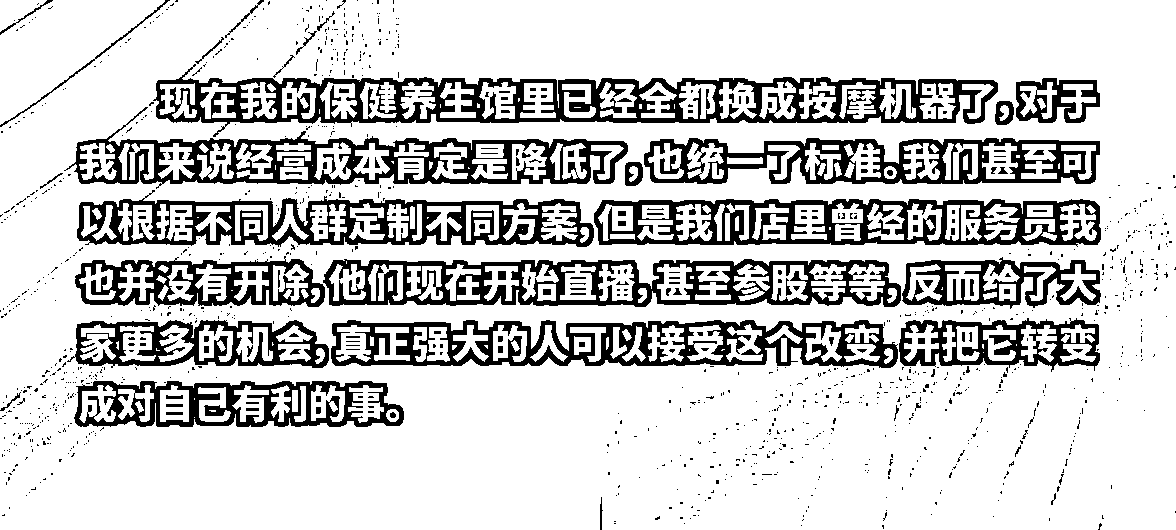 现在我的保健养生馆里已经全都换成按摩机器了,对于
我们来说经营成本肯定是降低了,也统一了标准。我们甚至可
以根据不同人群定制不同方案,但是我们店里曾经的服务员我
也并没有开除,他们现在开始直播,甚至参股等等,反而给了大
家更多的机会,真正强大的人可以接受这个改变,并把它转变
成对自己有利的事。